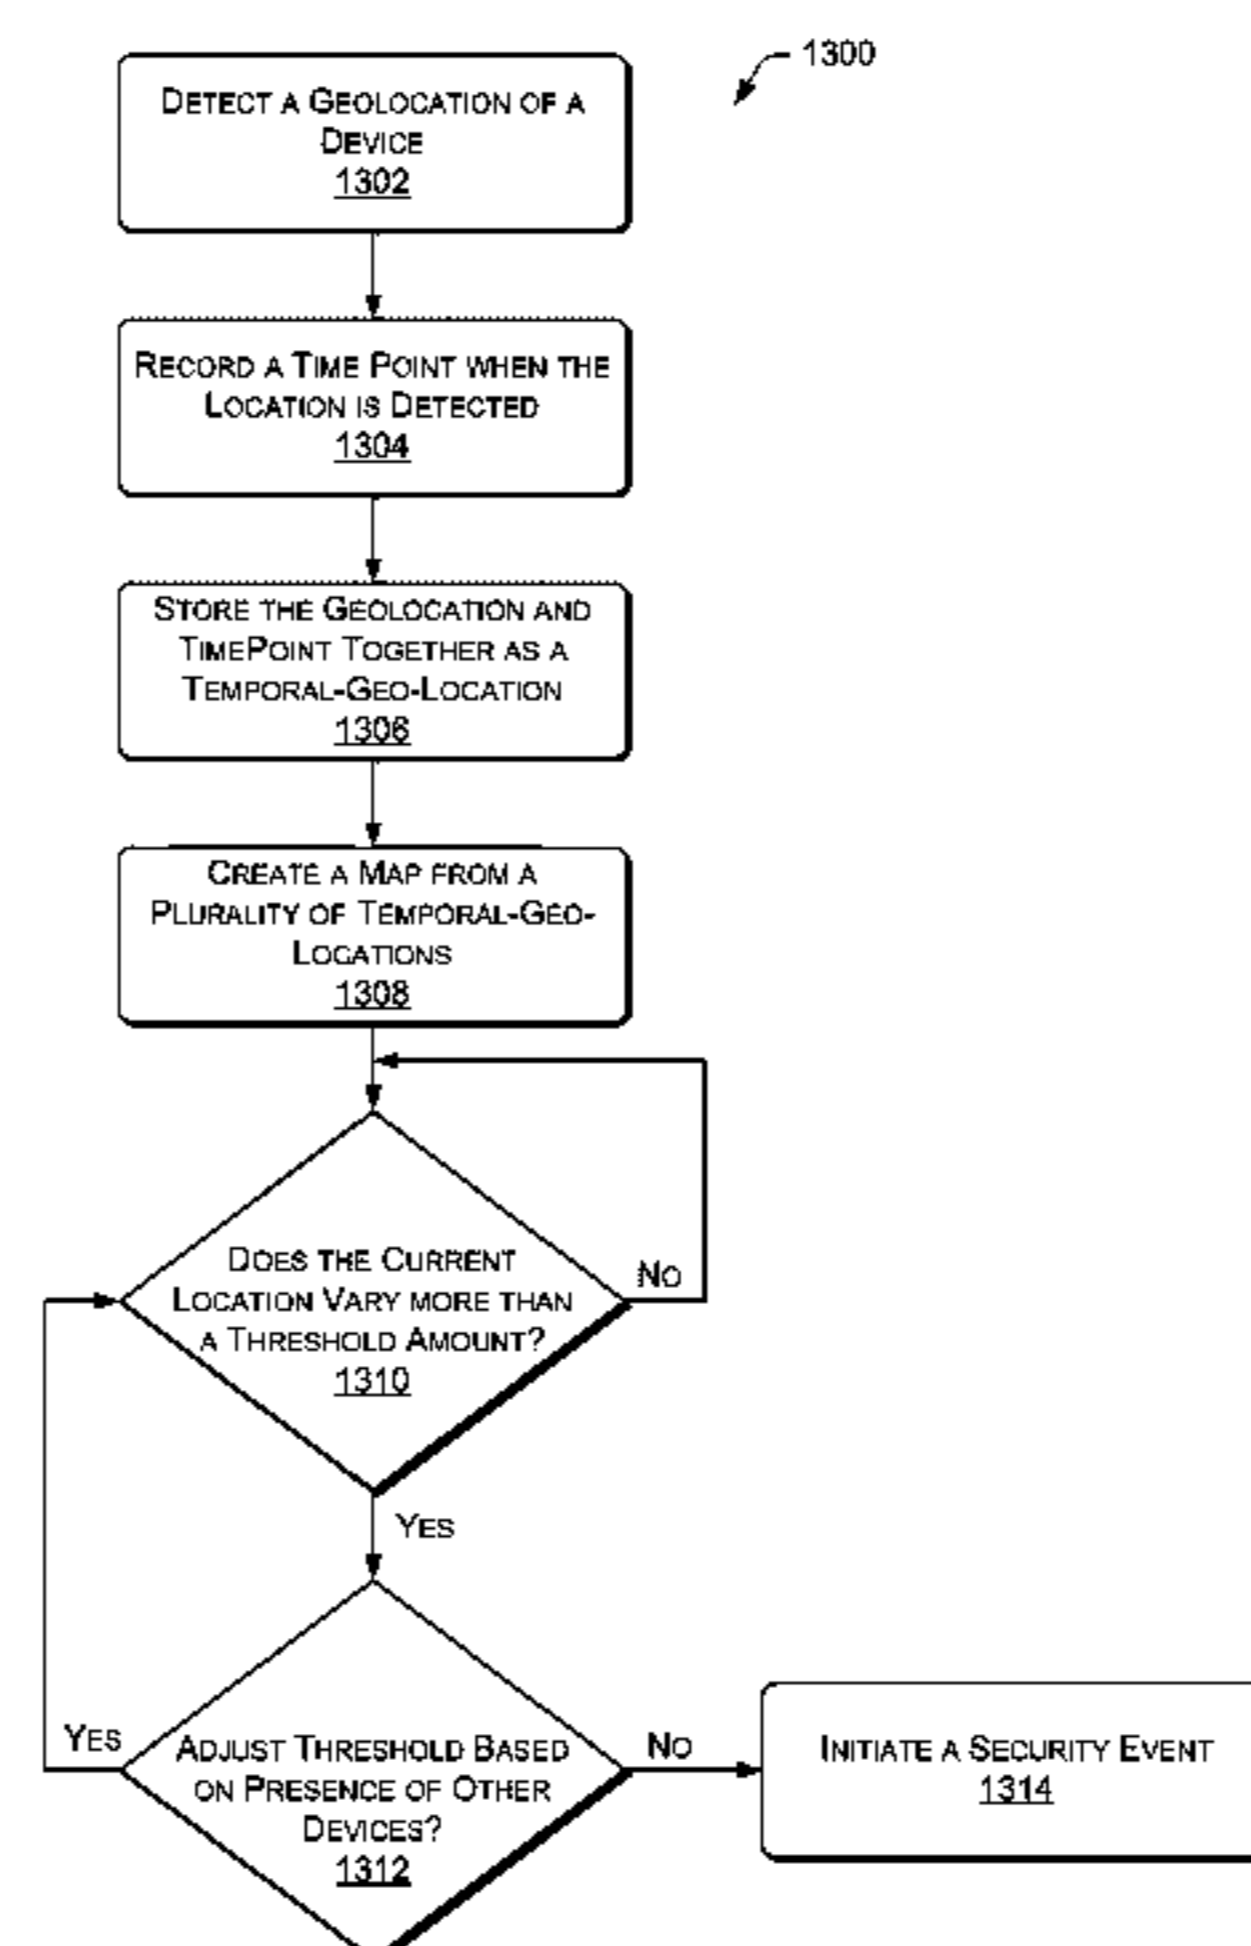 1300
DETECT A GEOLOCATION OF A
DEVICE
1302
RECORD A TIME POINT WHEN THE
LOCATION IS DETECTED
1304
STORE THE GEOLOCATION AND
TIMEPOINT TOGETHER AS A
TEMPORAL-GEO-LOCATION
1306
CREATE A MAP FROM A
PLURALITY OF TEMPORAL-GEO-
LOCATIONS
1308
DOES THE CURRENT
LOCATION VARY MORE THAN
A THRESHOLD AMOUNT?
1310
NO
YES
YES
ADJUST THRESHOLD BASED
ON PRESENCE OF OTHER
DEVICES?
1312
NO
INITIATE A SECURITY EVENT
1314